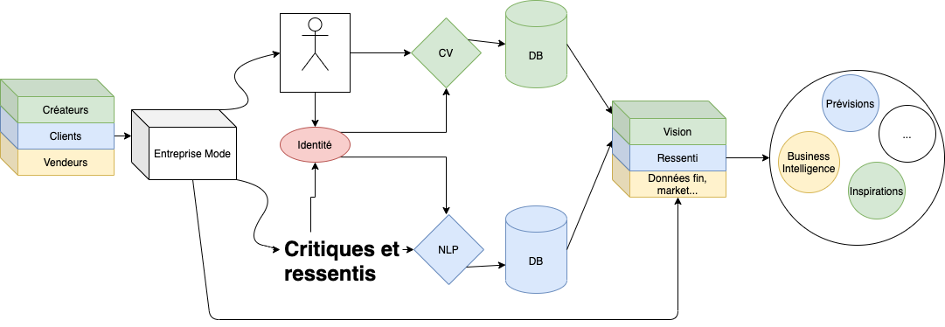 Créateurs
Clients
Vendeurs
Entreprise Mode
Identité
Critiques et
ressentis
CV
NLP
DB
DB
Vision
Ressenti
Données fin,
market...
Prévisions
...
Business
Intelligence
Inspirations